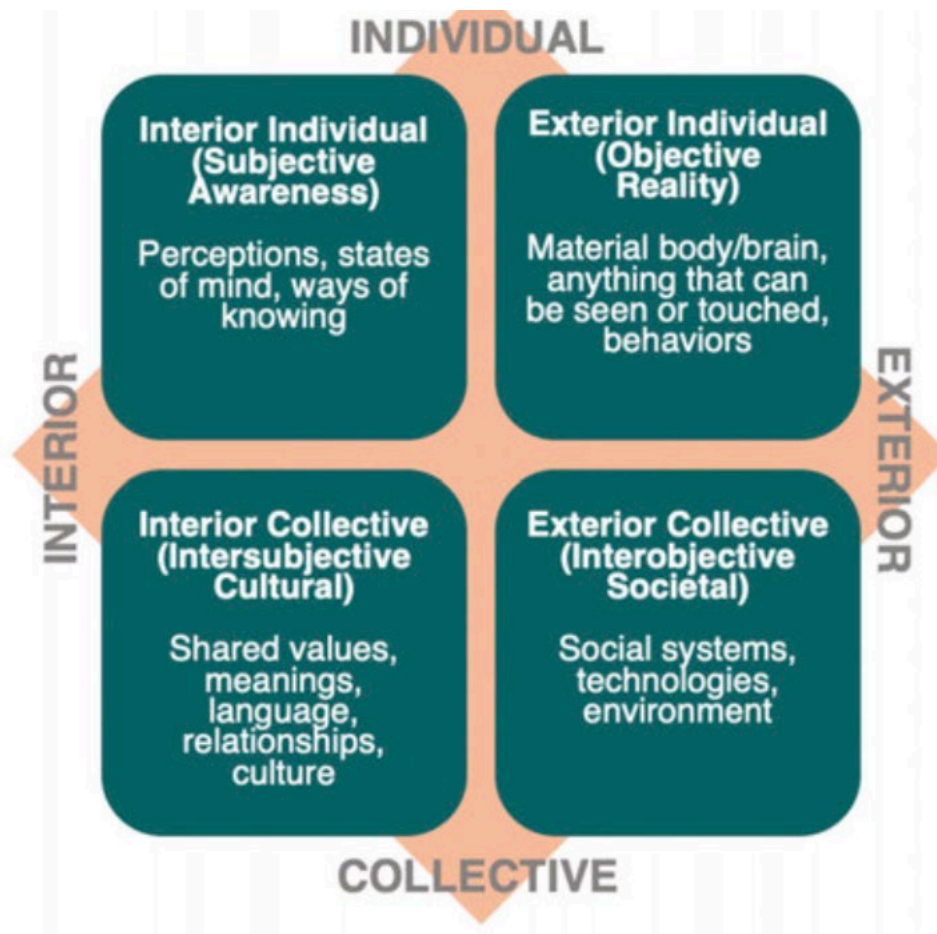 INDIVIDUAL
Interior Individual
(Subjective
Awareness)
Perceptions, states
of mind, ways of
knowing
Exterior Individual
(Objective
Reality)
Material body/brain,
anything that can
be seen or touched,
behaviors
INTERIOR
EXTERIOR
Interior Collective
(Intersubjective
Cultural)
Shared values,
meanings,
language,
relationships,
culture
Exterior Collective
(Interobjective
Societal)
Social systems,
technologies,
environment
COLLECTIVE